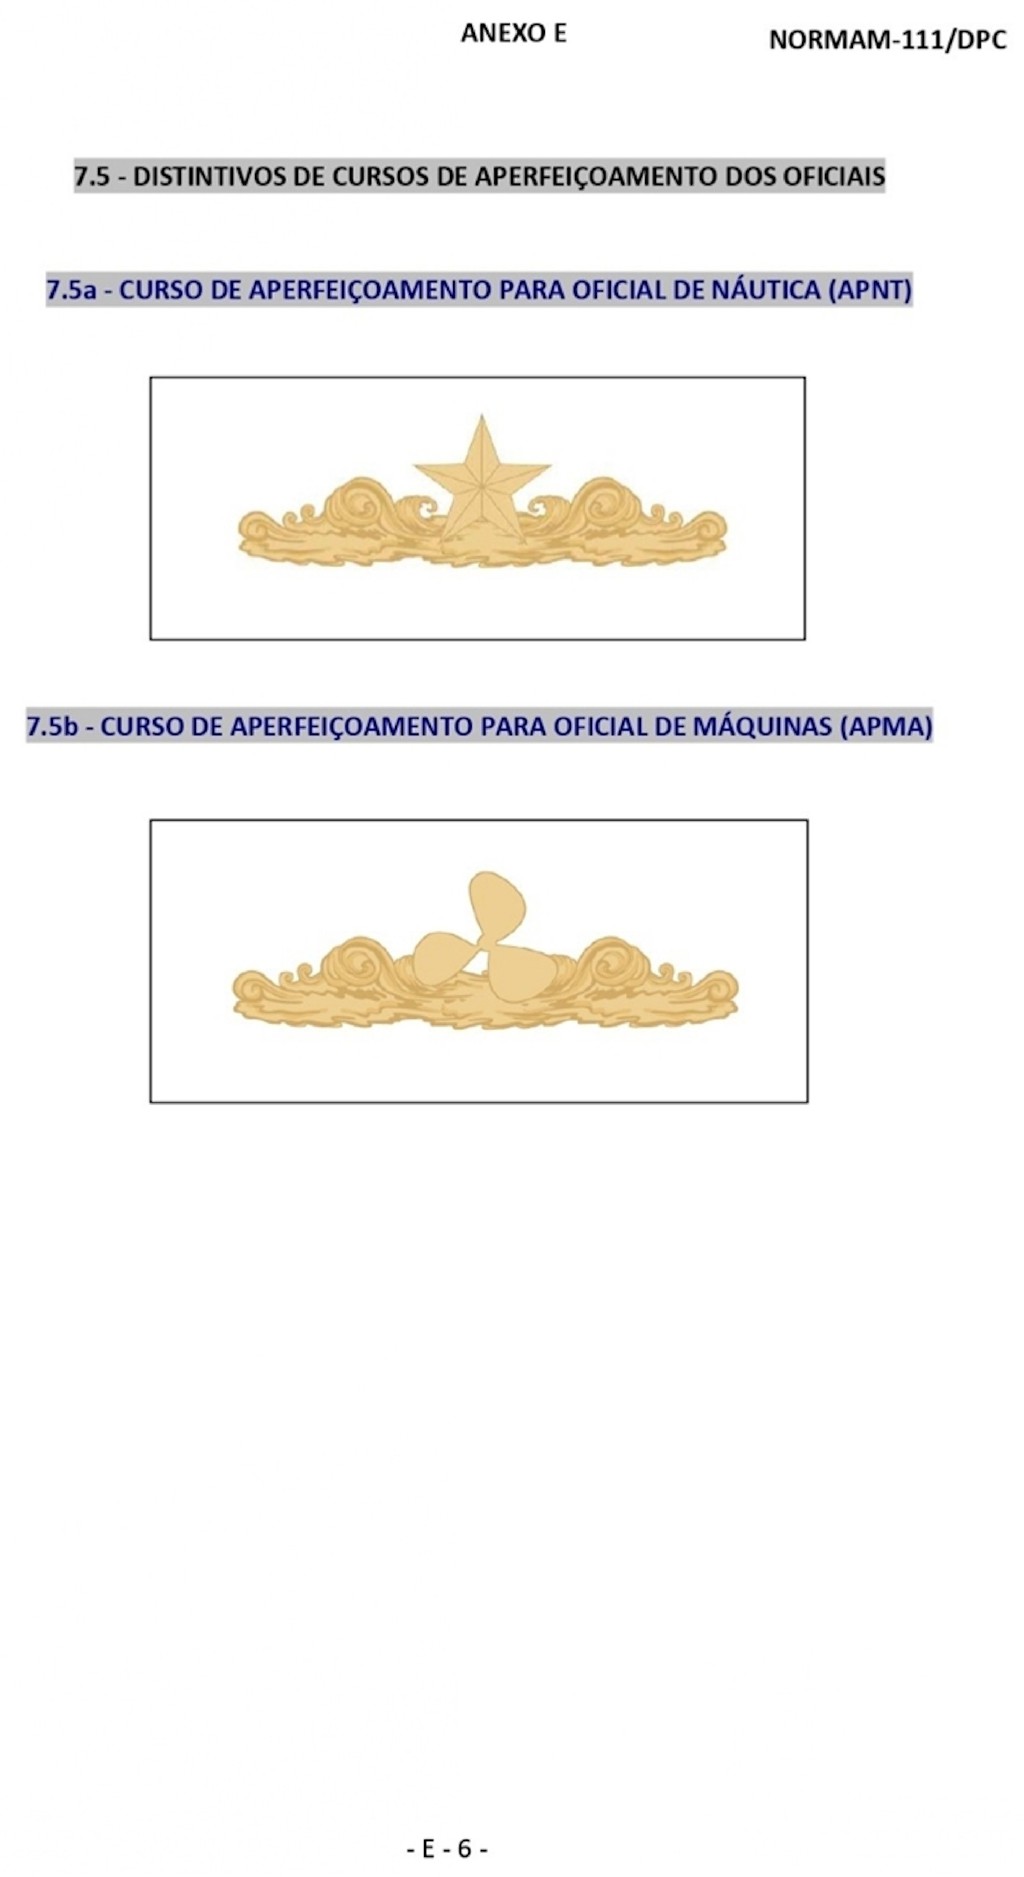 ANEXO E
NORMAM-111/DPC
7.5 - DISTINTIVOS DE CURSOS DE APERFEIÇOAMENTO DOS OFICIAIS
7.5a - CURSO DE APERFEIÇOAMENTO PARA OFICIAL DE NÁUTICA (APNT)
7.5b - CURSO DE APERFEIÇOAMENTO PARA OFICIAL DE MÁQUINAS (APMA)
- E - 6 -